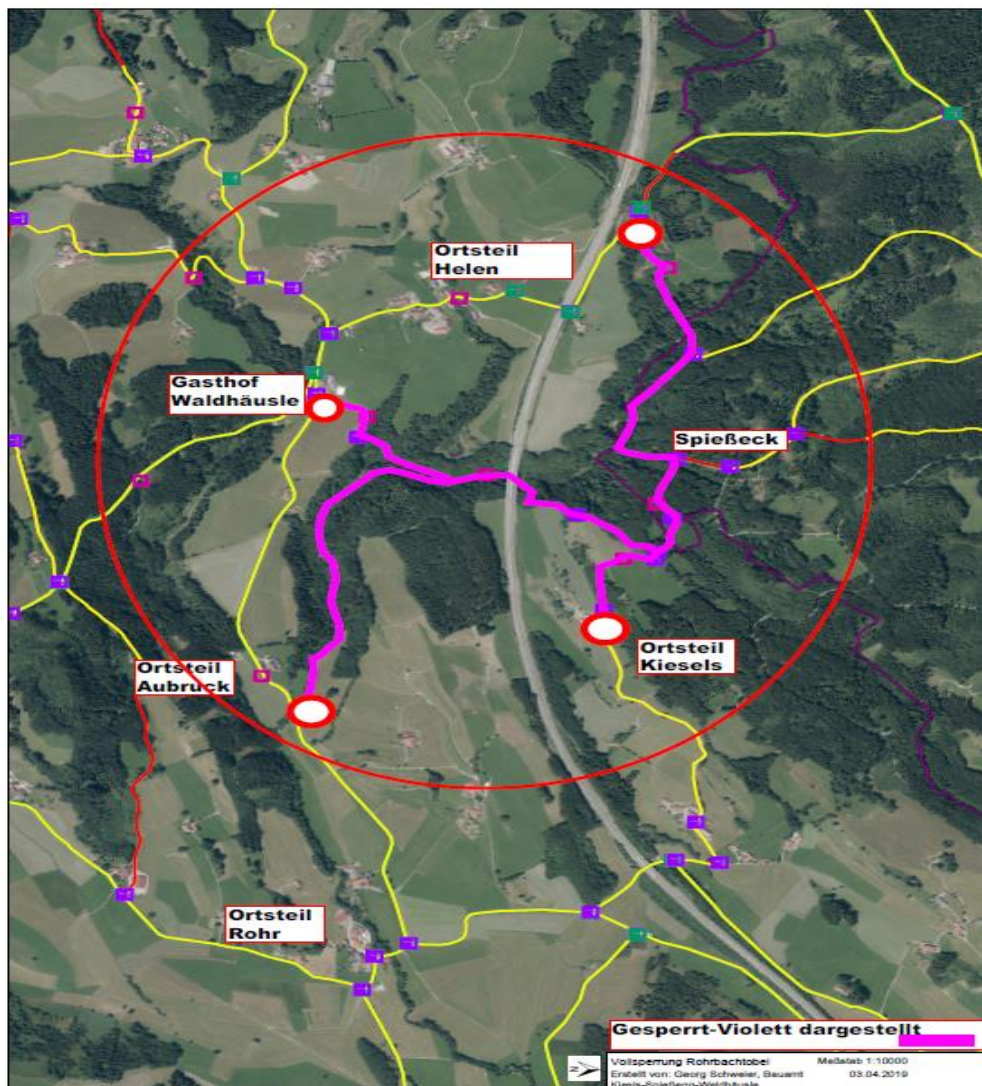 Ortsteil
Helen
Gasthof
Waldhäusle
Spießeck
Ortsteil
Kiesels
Ortsteil
Aubruck
Ortsteil
Rohr
Gesperrt-Violett dargestellt
Vollsperrung Rohrbachtobel Maßstab 1:10000
Erstellt von: Georg Schweier, Bauamt 03.04.2019